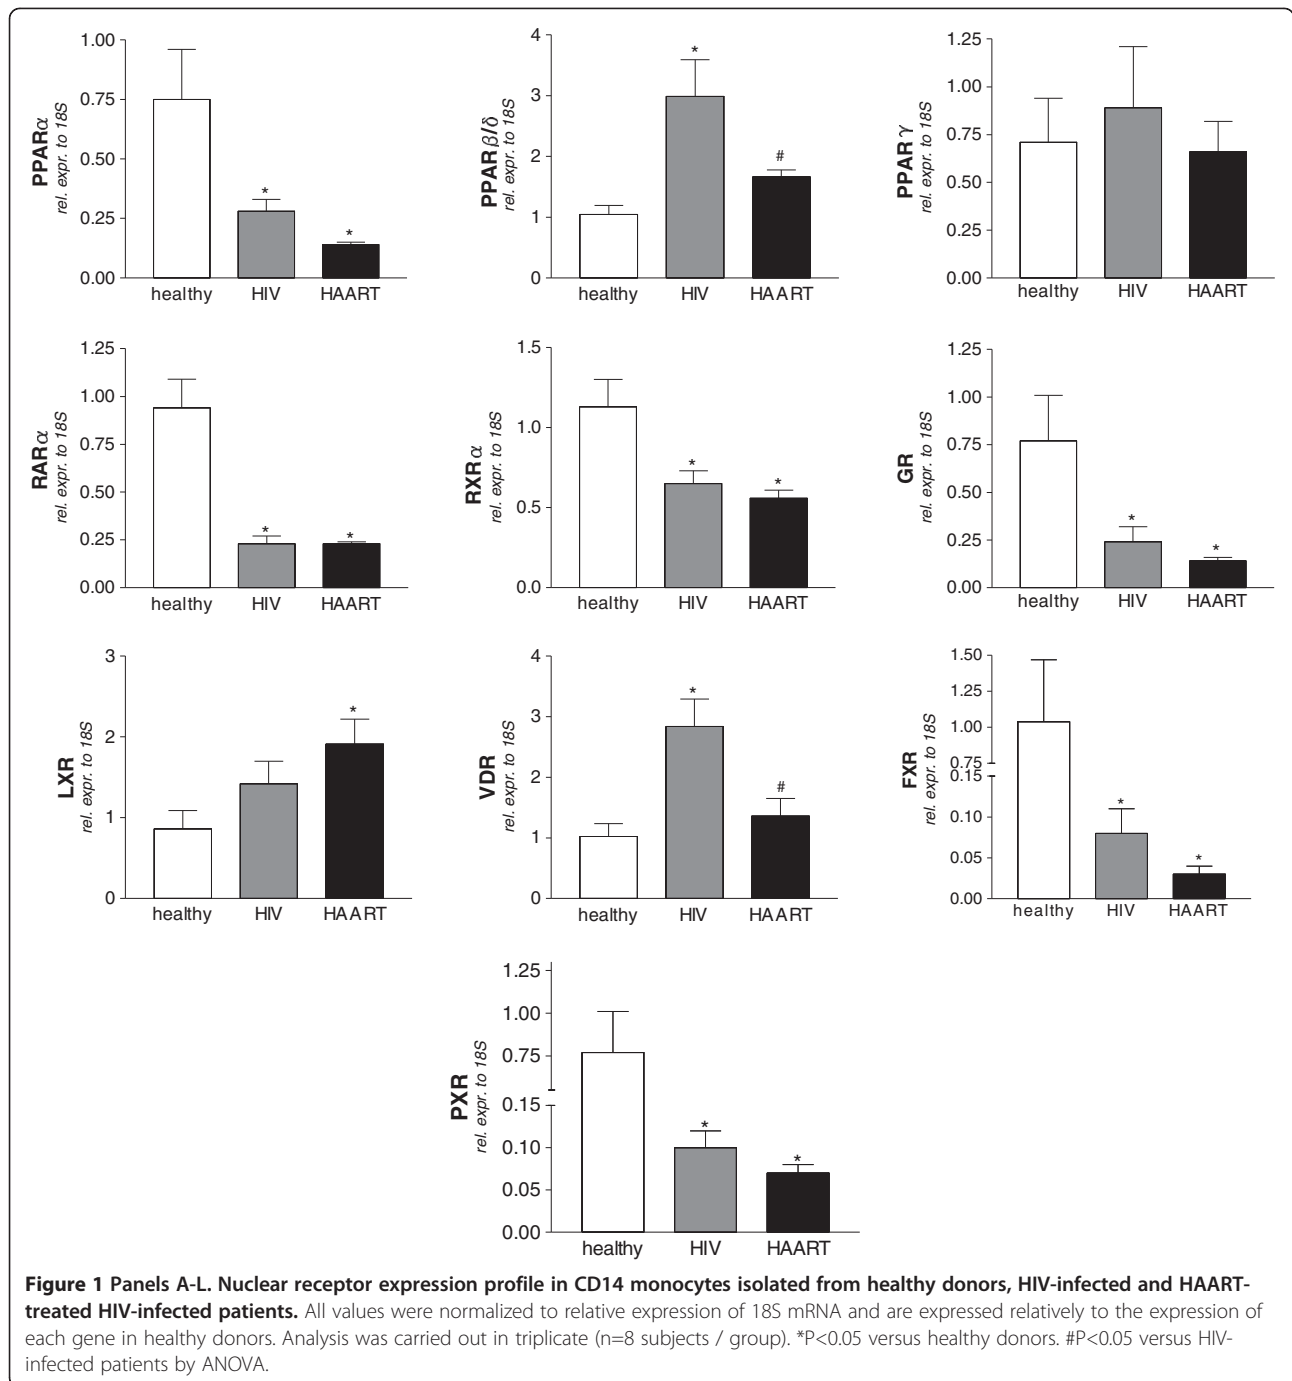 PPARα
rel. expr. to 18S
1.00
0.75
0.50
0.25
0.00
*
*
healthy HIV HAART
PPARβ/δ
rel. expr. to 18S
4
3
2
1
0
*
#
healthy HIV HAART
PPARγ
rel. expr. to 18S
1.25
1.00
0.75
0.50
0.25
0.00
healthy HIV HAART
RARα
rel. expr. to 18S
1.25
1.00
0.75
0.50
0.25
0.00
*
*
healthy HIV HAART
RXRα
rel. expr. to 18S
1.5
1.0
0.5
0.0
*
*
healthy HIV HAART
GR
rel. expr. to 18S
1.25
1.00
0.75
0.50
0.25
0.00
*
*
healthy HIV HAART
LXR
rel. expr. to 18S
3
2
1
0
*
healthy HIV HAART
VDR
rel. expr. to 18S
4
3
2
1
0
*
#
healthy HIV HAART
FXR
rel. expr. to 18S
1.50
1.25
1.00
0.75
0.15
0.10
0.05
0.00
*
*
healthy HIV HAART
PXR
rel. expr. to 18S
1.25
1.00
0.75
0.15
0.10
0.05
0.00
*
*
healthy HIV HAART
Figure 1 Panels A-L. Nuclear receptor expression profile in CD14 monocytes isolated from healthy donors, HIV-infected and HAART-
treated HIV-infected patients. All values were normalized to relative expression of 18S mRNA and are expressed relatively to the expression of
each gene in healthy donors. Analysis was carried out in triplicate (n=8 subjects / group). *P<0.05 versus healthy donors. #P<0.05 versus HIV-
infected patients by ANOVA.